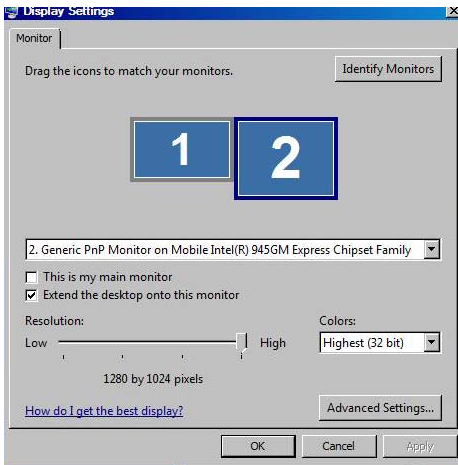 Display Settings
Monitor
Drag the icons to match your monitors.
Identify Monitors
1
2
2. Generic PnP Monitor on Mobile Intel(R) 945GM Express Chipset Family
This is my main monitor
Extend the desktop onto this monitor
Resolution:
Colors:
Low
High
Highest (32 bit)
1280 by 1024 pixels
How do I get the best display?
Advanced Settings...
OK
Cancel
Apply